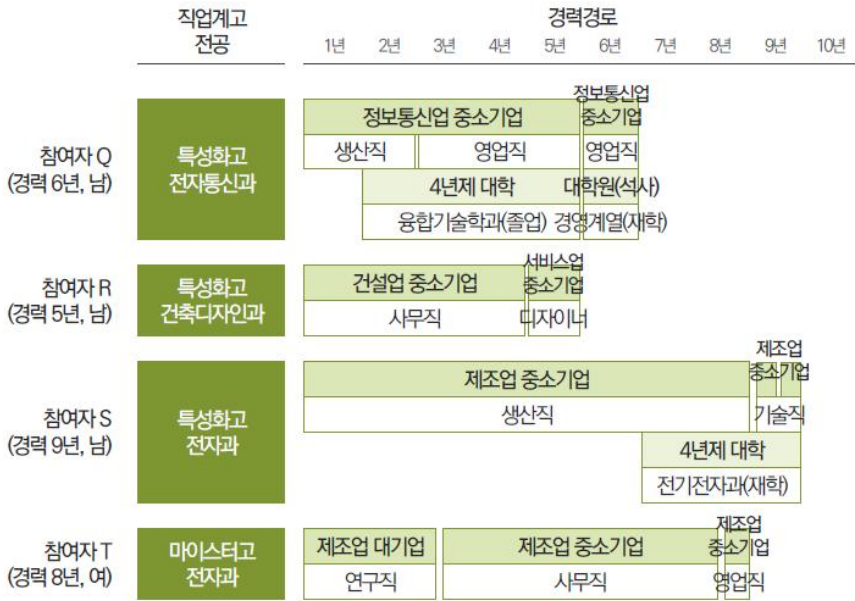 직업계고
전공
경력경로
1년 2년 3년 4년 5년 6년 7년 8년 9년 10년
참여자 Q
(경력 6년, 남)
특성화고
전자통신과
정보통신업 중소기업
정보통신업
중소기업
생산직
영업직
영업직
4년제 대학
대학원(석사)
융합기술학과(졸업)
경영계열(재학)
참여자 R
(경력 5년, 남)
특성화고
건축디자인과
건설업 중소기업
서비스업
중소기업
사무직
디자이너
참여자 S
(경력 9년, 남)
특성화고
전자과
제조업 중소기업
제조업
중소기업
생산직
기술직
4년제 대학
전기전자과(재학)
참여자 T
(경력 8년, 여)
마이스터고
전자과
제조업 대기업
제조업 중소기업
제조업
중소기업
연구직
사무직
영업직